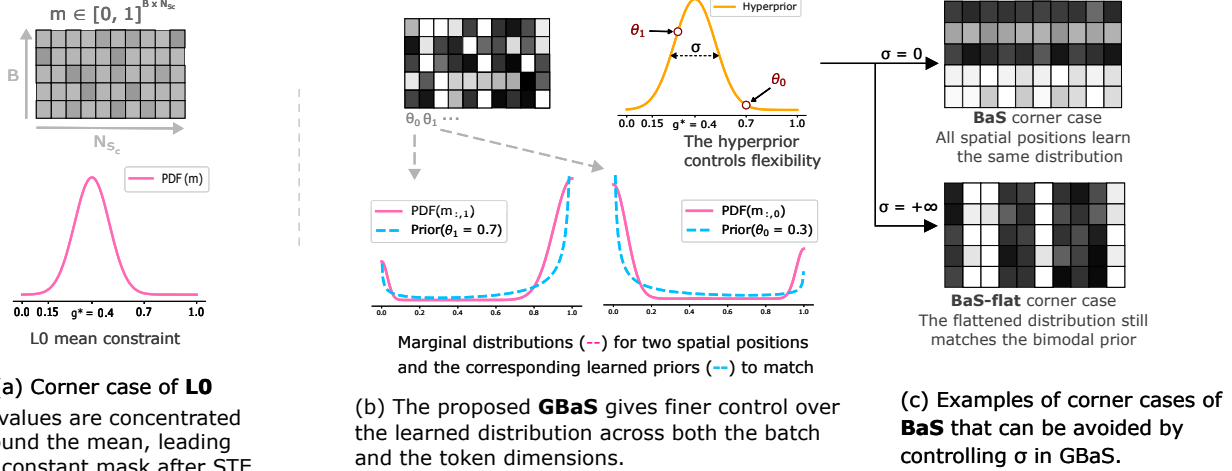 m ∈ [0, 1]^{B x N_{S_c}}
B
N_{S_c}
PDF(m)
0.0 0.15 g* = 0.4 0.7 1.0
L0 mean constraint
(a) Corner case of L0
values are concentrated
ound the mean, leading
constant mask after STE
θ₀ θ₁ ···
Hyperprior
θ₁
σ
θ₀
0.0 0.15 g* = 0.4 0.7 1.0
The hyperprior
controls flexibility
PDF(m:,1)
Prior(θ₁ = 0.7)
0.0 0.2 0.4 0.6 0.8 1.0
PDF(m:,0)
Prior(θ₀ = 0.3)
0.0 0.2 0.4 0.6 0.8 1.0
Marginal distributions (--) for two spatial positions
and the corresponding learned priors (--) to match
(b) The proposed GBaS gives finer control over
the learned distribution across both the batch
and the token dimensions.
σ = 0
BaS corner case
All spatial positions learn
the same distribution
σ = +∞
BaS-flat corner case
The flattened distribution still
matches the bimodal prior
(c) Examples of corner cases of
BaS that can be avoided by
controlling σ in GBaS.